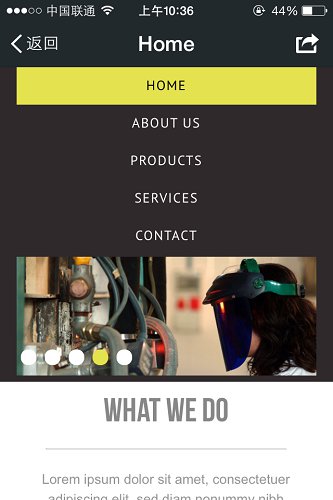 中国联通 上午10:36 44%
返回 Home
HOME
ABOUT US
PRODUCTS
SERVICES
CONTACT
WHAT WE DO
Lorem ipsum dolor sit amet, consectetuer
adipiscing elit, sed diam nonummy nibh